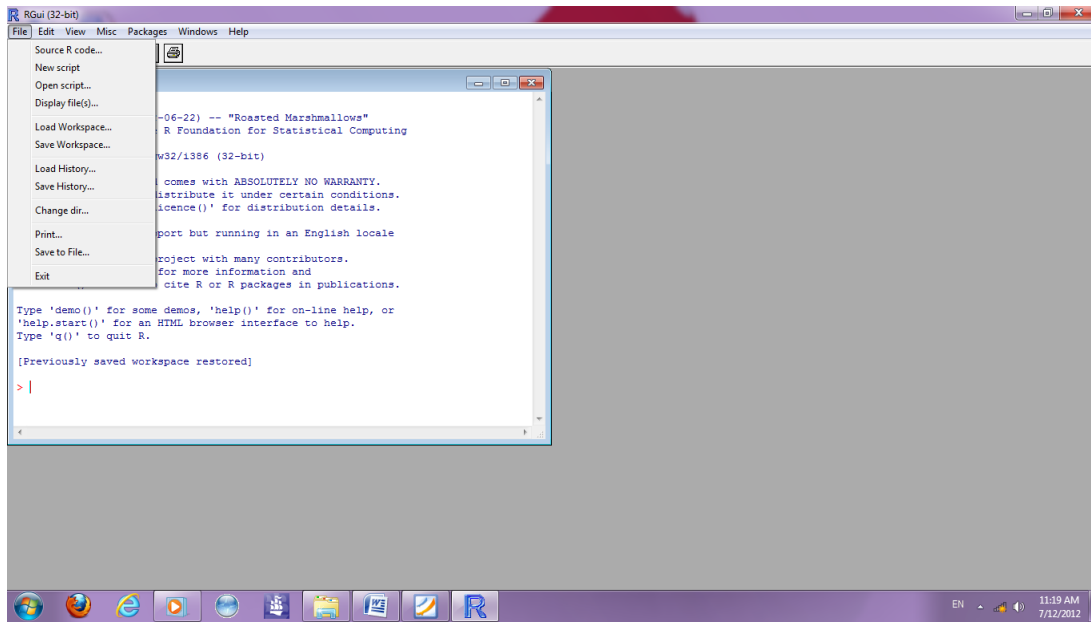 RGui (32-bit)
File Edit View Misc Packages Windows Help
Source R code...
New script
Open script...
Display file(s)...
Load Workspace...
Save Workspace...
Load History...
Save History...
Change dir...
Print...
Save to File...
Exit
-06-22) -- "Roasted Marshmallows"
R Foundation for Statistical Computing
w32/i386 (32-bit)
comes with ABSOLUTELY NO WARRANTY.
istribute it under certain conditions.
icence()' for distribution details.
port but running in an English locale
roject with many contributors.
for more information and
cite R or R packages in publications.
Type 'demo()' for some demos, 'help()' for on-line help, or
'help.start()' for an HTML browser interface to help.
Type 'q()' to quit R.
[Previously saved workspace restored]
>
EN
11:19 AM
7/12/2012